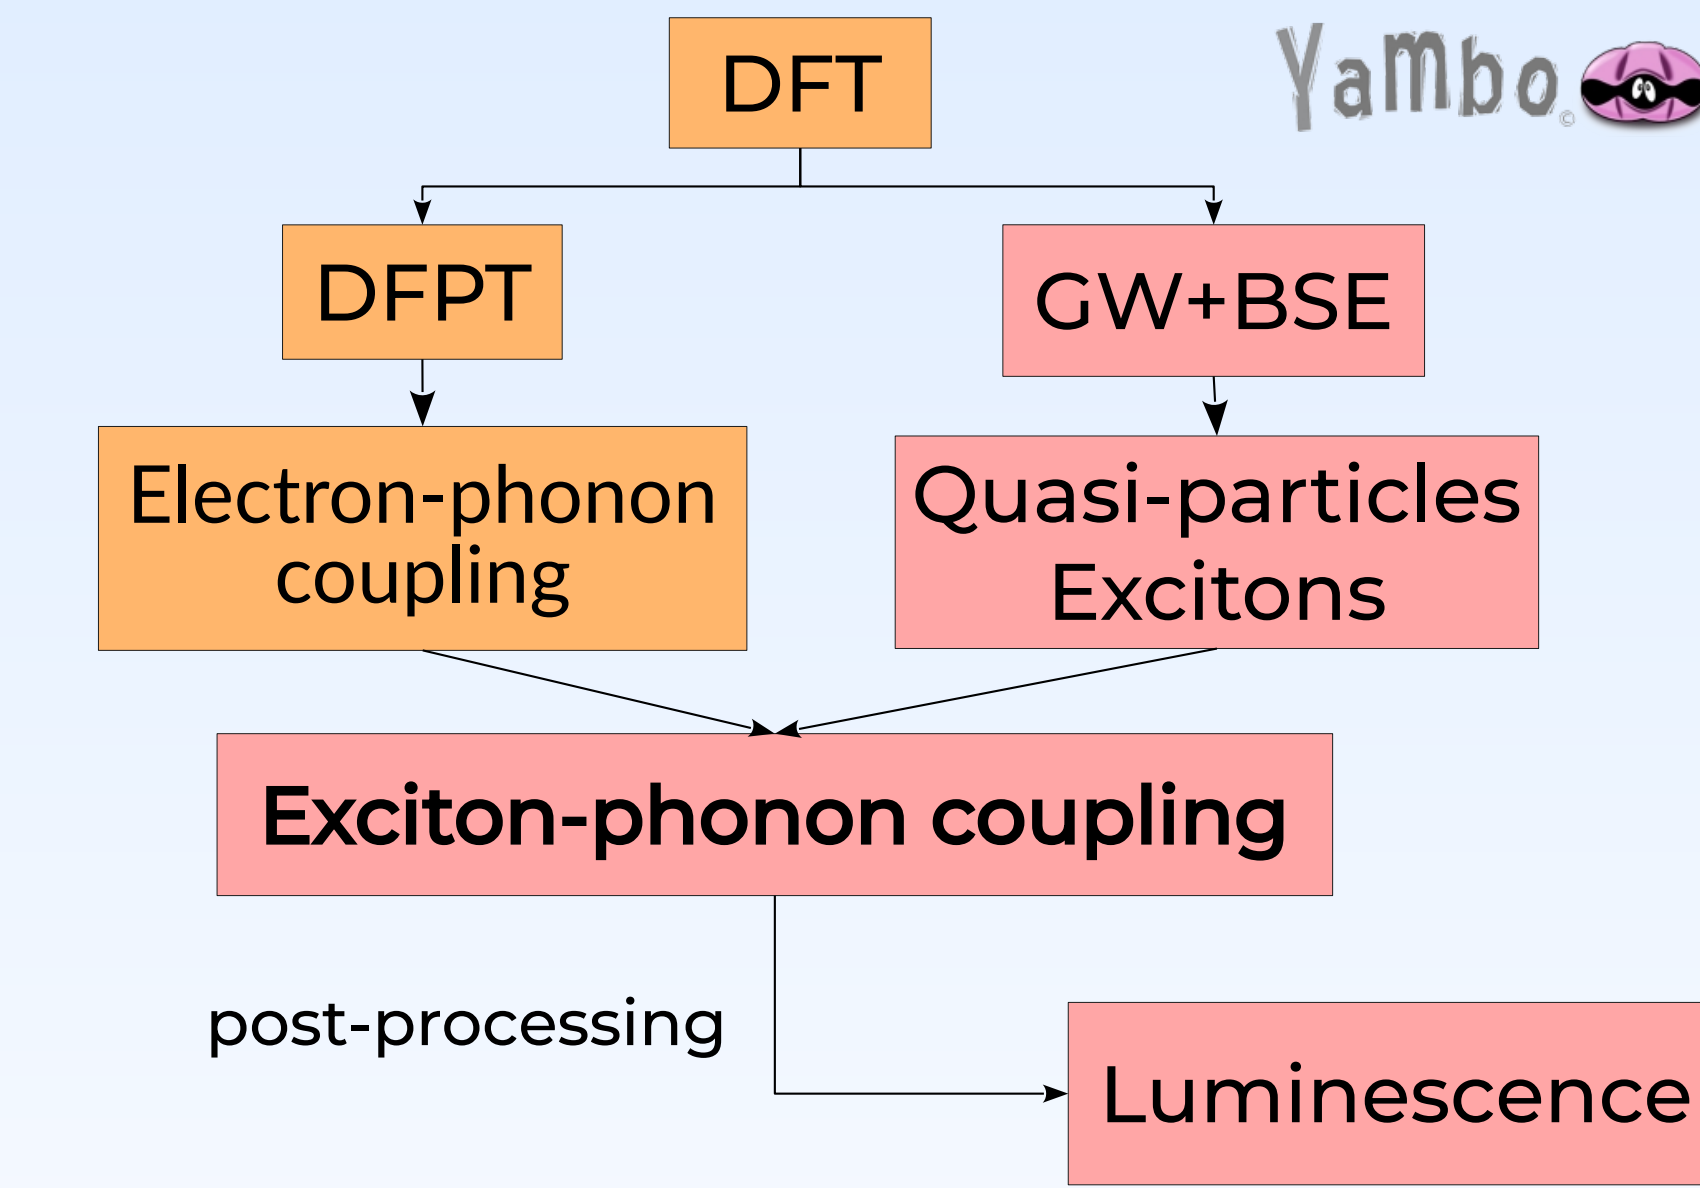 DFT
Yambo©
DFPT
GW+BSE
Electron-phonon
coupling
Quasi-particles
Excitons
Exciton-phonon coupling
post-processing
Luminescence